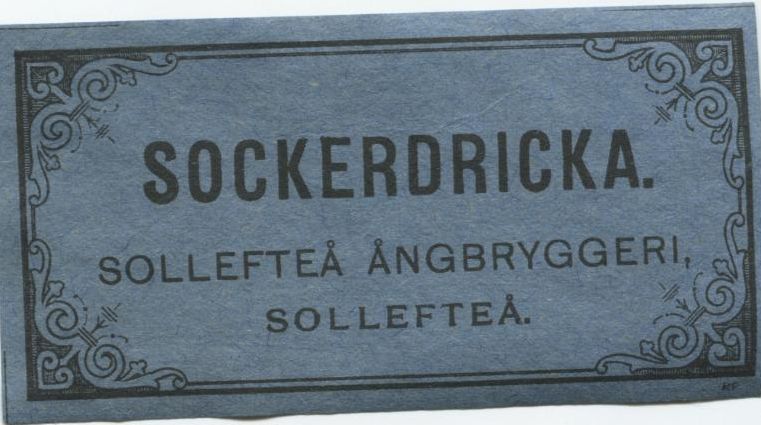 SOCKERDRICKA.
SOLLEFTEÅ ÅNGBRYGGERI,
SOLLEFTEÅ.